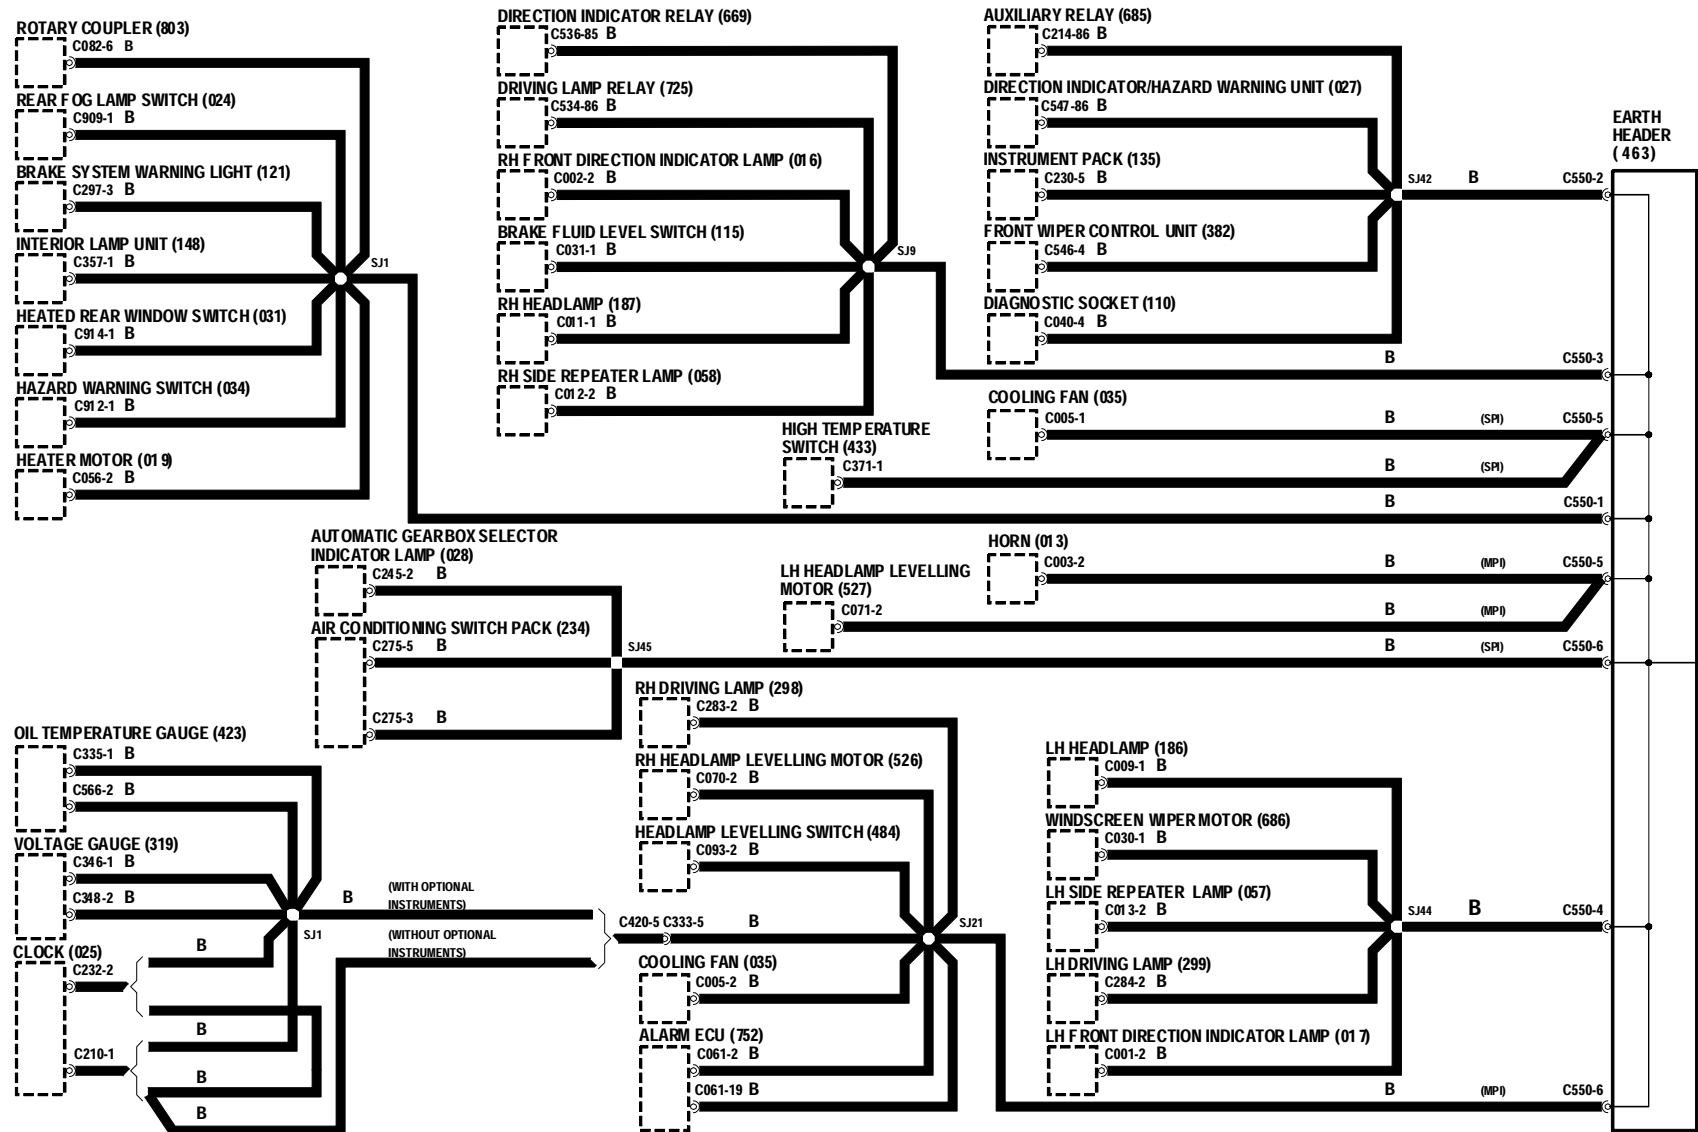 ROTARY COUPLER (803)
C082-6 B
REAR FOG LAMP SWITCH (024)
C909-1 B
BRAKE SYSTEM WARNING LIGHT (121)
C297-3 B
INTERIOR LAMP UNIT (148)
C357-1 B
SJ1
HEATED REAR WINDOW SWITCH (031)
C914-1 B
HAZARD WARNING SWITCH (034)
C912-1 B
HEATER MOTOR (019)
C056-2 B
DIRECTION INDICATOR RELAY (669)
C536-85 B
DRIVING LAMP RELAY (725)
C534-86 B
RH FRONT DIRECTION INDICATOR LAMP (016)
C002-2 B
BRAKE FLUID LEVEL SWITCH (115)
C031-1 B
SJ9
RH HEADLAMP (187)
C011-1 B
RH SIDE REPEATER LAMP (058)
C012-2 B
AUXILIARY RELAY (685)
C214-86 B
DIRECTION INDICATOR/HAZARD WARNING UNIT (027)
C547-86 B
INSTRUMENT PACK (135)
C230-5 B
SJ42 B C550-2
FRONT WIPER CONTROL UNIT (382)
C546-4 B
DIAGNOSTIC SOCKET (110)
C040-4 B
EARTH
HEADER
(463)
B C550-3
COOLING FAN (035)
C005-1 B (SPI) C550-5
HIGH TEMPERATURE
SWITCH (433)
C371-1 B (SPI)
B C550-1
HORN (013)
C003-2 B (MPI) C550-5
LH HEADLAMP LEVELLING
MOTOR (527)
C071-2 B (MPI)
AUTOMATIC GEARBOX SELECTOR
INDICATOR LAMP (028)
C245-2 B
AIR CONDITIONING SWITCH PACK (234)
C275-5 B
SJ45 B (SPI) C550-6
C275-3 B
OIL TEMPERATURE GAUGE (423)
C335-1 B
C566-2 B
VOLTAGE GAUGE (319)
C346-1 B
C348-2 B
SJ1
B (WITH OPTIONAL
INSTRUMENTS)
(WITHOUT OPTIONAL
INSTRUMENTS)
CLOCK (025)
C232-2
B
B
C210-1
B
B
C420-5 C333-5 B
RH DRIVING LAMP (298)
C283-2 B
RH HEADLAMP LEVELLING MOTOR (526)
C070-2 B
HEADLAMP LEVELLING SWITCH (484)
C093-2 B
SJ21
COOLING FAN (035)
C005-2 B
ALARM ECU (752)
C061-2 B
C061-19 B
LH HEADLAMP (186)
C009-1 B
WINDSCREEN WIPER MOTOR (686)
C030-1 B
LH SIDE REPEATER LAMP (057)
C013-2 B
SJ44 B C550-4
LH DRIVING LAMP (299)
C284-2 B
LH FRONT DIRECTION INDICATOR LAMP (017)
C001-2 B
B (MPI) C550-6